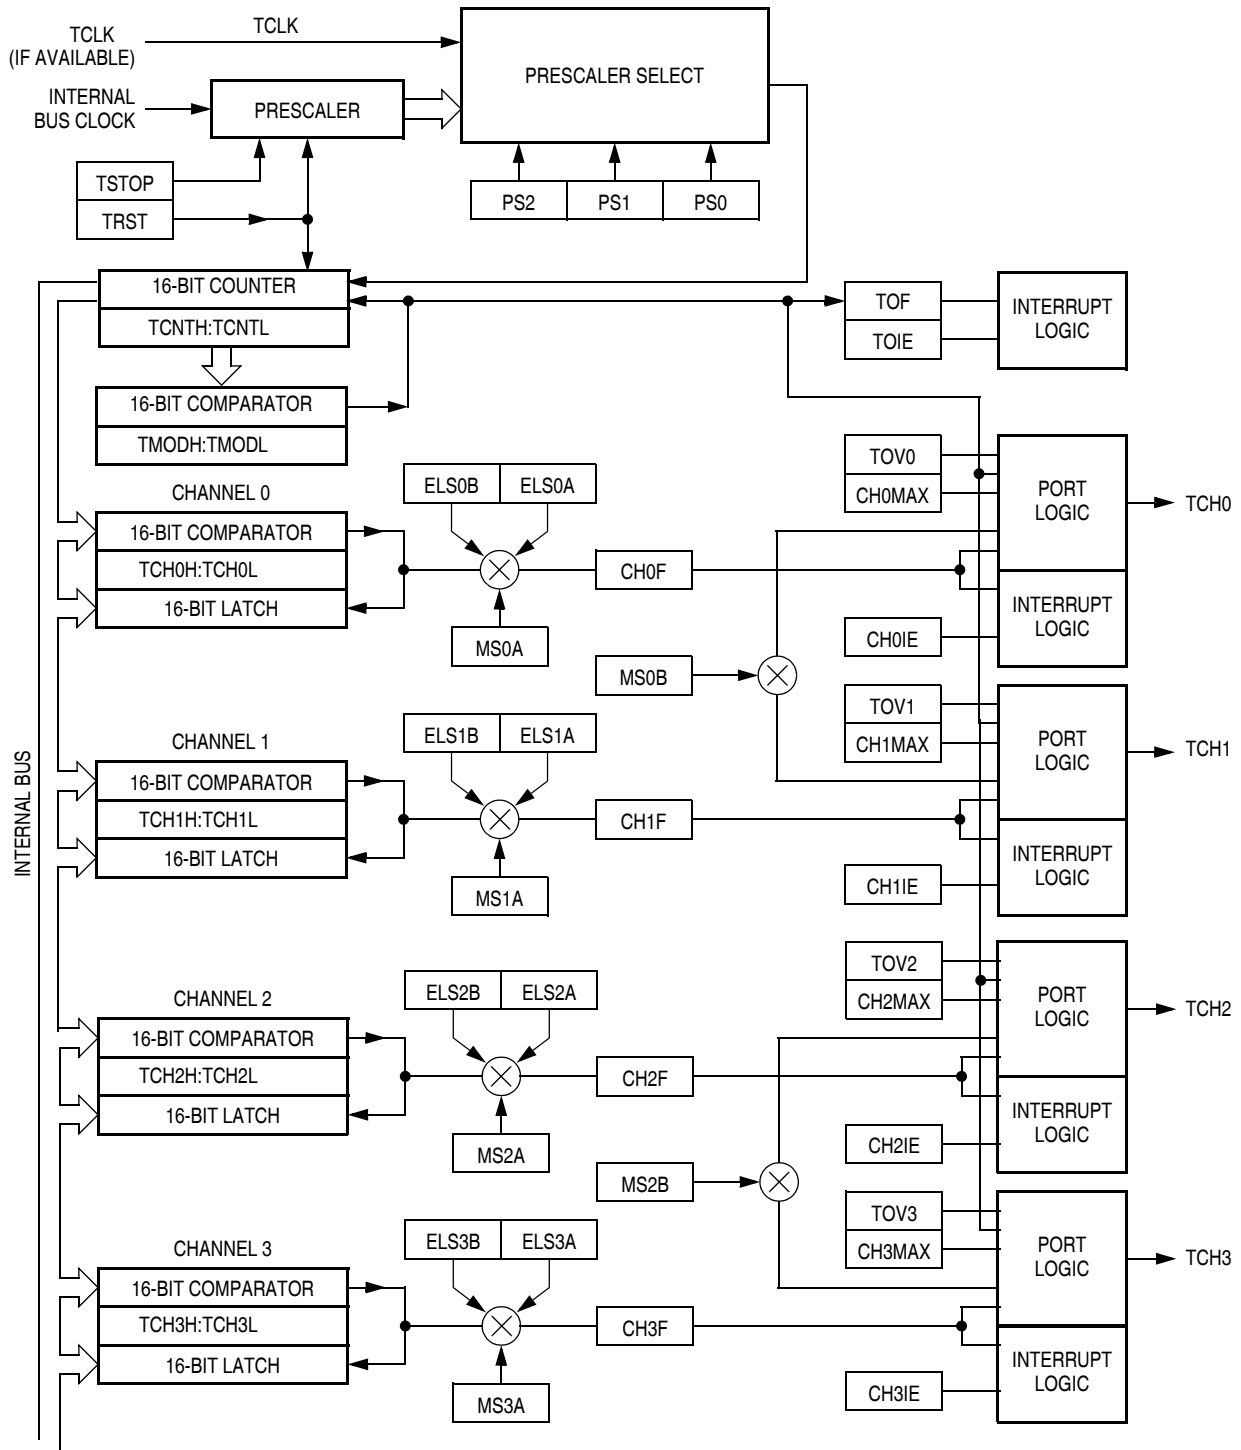 TCLK
(IF AVAILABLE)
TCLK
PRESCALER SELECT
INTERNAL
BUS CLOCK
PRESCALER
TSTOP
TRST
PS2
PS1
PS0
16-BIT COUNTER
TCNTH:TCNTL
TOF
TOIE
INTERRUPT
LOGIC
16-BIT COMPARATOR
TMODH:TMODL
INTERNAL BUS
CHANNEL 0
16-BIT COMPARATOR
TCH0H:TCH0L
16-BIT LATCH
ELS0B
ELS0A
MS0A
CH0F
TOV0
CH0MAX
PORT
LOGIC
TCH0
INTERRUPT
LOGIC
CH0IE
MS0B
CHANNEL 1
16-BIT COMPARATOR
TCH1H:TCH1L
16-BIT LATCH
ELS1B
ELS1A
MS1A
CH1F
TOV1
CH1MAX
PORT
LOGIC
TCH1
INTERRUPT
LOGIC
CH1IE
CHANNEL 2
16-BIT COMPARATOR
TCH2H:TCH2L
16-BIT LATCH
ELS2B
ELS2A
MS2A
CH2F
TOV2
CH2MAX
PORT
LOGIC
TCH2
INTERRUPT
LOGIC
CH2IE
MS2B
CHANNEL 3
16-BIT COMPARATOR
TCH3H:TCH3L
16-BIT LATCH
ELS3B
ELS3A
MS3A
CH3F
TOV3
CH3MAX
PORT
LOGIC
TCH3
INTERRUPT
LOGIC
CH3IE